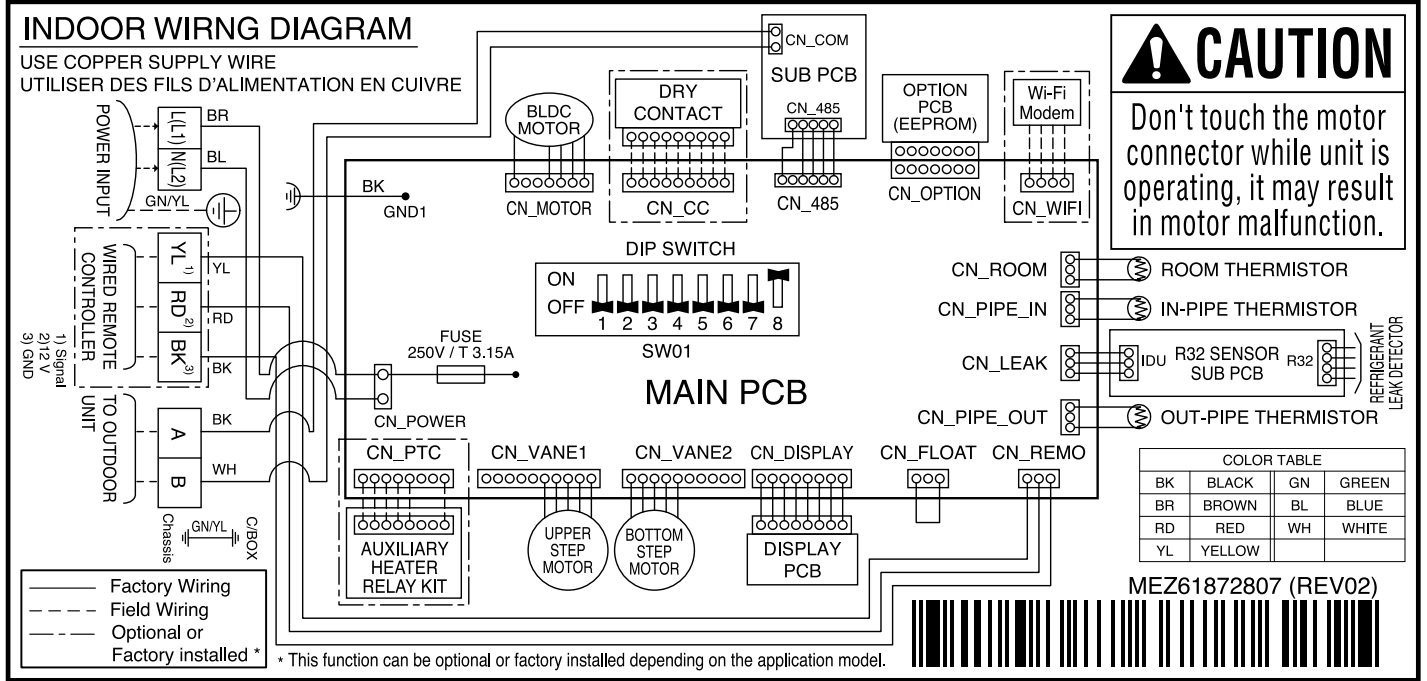 INDOOR WIRNG DIAGRAM
USE COPPER SUPPLY WIRE
UTILISER DES FILS D'ALIMENTATION EN CUIVRE
POWER INPUT
L(L1)
N(L2)
BR
BL
GN/YL
WIRED REMOTE
CONTROLLER
YL 1)
RD 2)
BK 3)
YL
RD
BK
1) Signal
2)12 V
3) GND
TO OUTDOOR
UNIT
A
B
BK
WH
Chassis
GN/YL
C/BOX
Factory Wiring
Field Wiring
Optional or
Factory installed *
* This function can be optional or factory installed depending on the application model.
BK
GND1
BLDC
MOTOR
CN_MOTOR
DRY
CONTACT
CN_CC
CN_COM
SUB PCB
CN_485
CN_485
OPTION
PCB
(EEPROM)
CN_OPTION
Wi-Fi
Modem
CN_WIFI
DIP SWITCH
ON
OFF
1 2 3 4 5 6 7 8
SW01
FUSE
250V / T 3.15A
CN_POWER
MAIN PCB
CN_ROOM
ROOM THERMISTOR
CN_PIPE_IN
IN-PIPE THERMISTOR
CN_LEAK
IDU
R32 SENSOR
SUB PCB
R32
REFRIGERANT
LEAK DETECTOR
CN_PIPE_OUT
OUT-PIPE THERMISTOR
CN_PTC
CN_VANE1
CN_VANE2
CN_DISPLAY
CN_FLOAT
CN_REMO
AUXILIARY
HEATER
RELAY KIT
UPPER
STEP
MOTOR
BOTTOM
STEP
MOTOR
DISPLAY
PCB
CAUTION
Don't touch the motor
connector while unit is
operating, it may result
in motor malfunction.
COLOR TABLE
BK BLACK GN GREEN
BR BROWN BL BLUE
RD RED WH WHITE
YL YELLOW
MEZ61872807 (REV02)